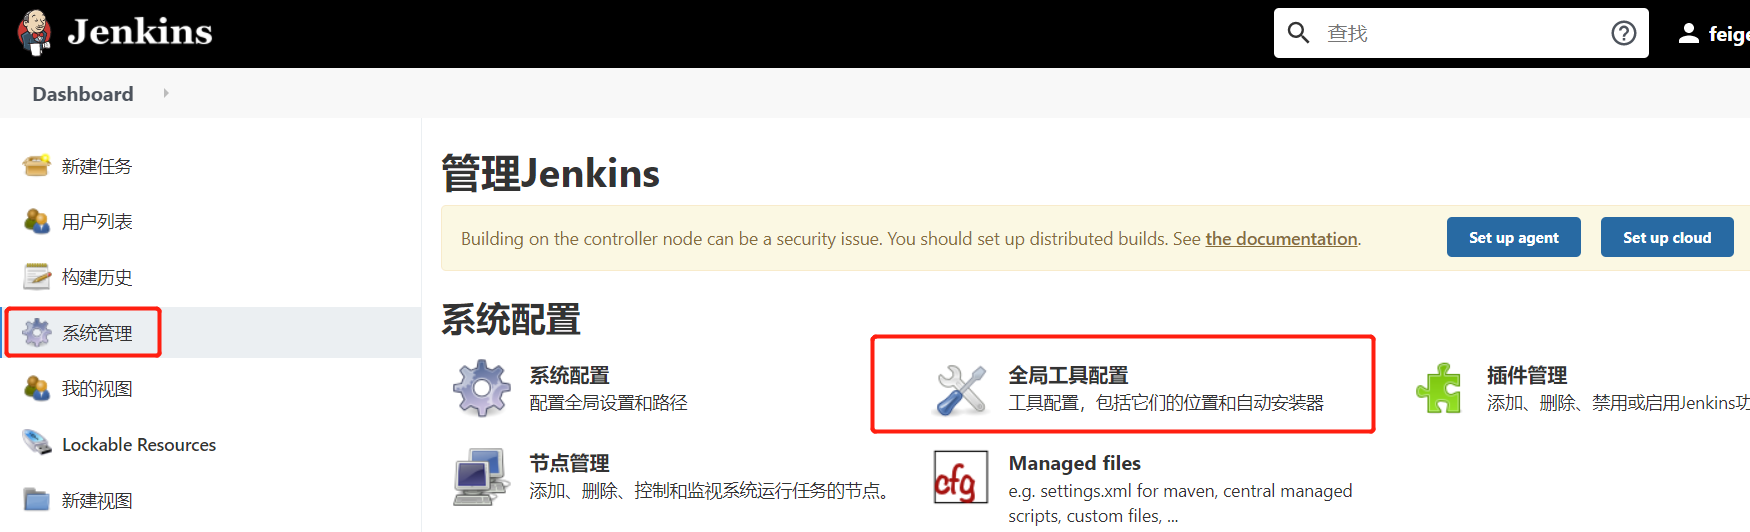 Jenkins
查找
feige
Dashboard
新建任务
用户列表
构建历史
系统管理
我的视图
Lockable Resources
新建视图
管理Jenkins
Building on the controller node can be a security issue. You should set up distributed builds. See the documentation.
Set up agent
Set up cloud
系统配置
系统配置
配置全局设置和路径
全局工具配置
工具配置，包括它们的位置和自动安装器
插件管理
添加、删除、禁用或启用Jenkins功
节点管理
添加、删除、控制和监视系统运行任务的节点。
cfg
Managed files
e.g. settings.xml for maven, central managed
scripts, custom files, ...